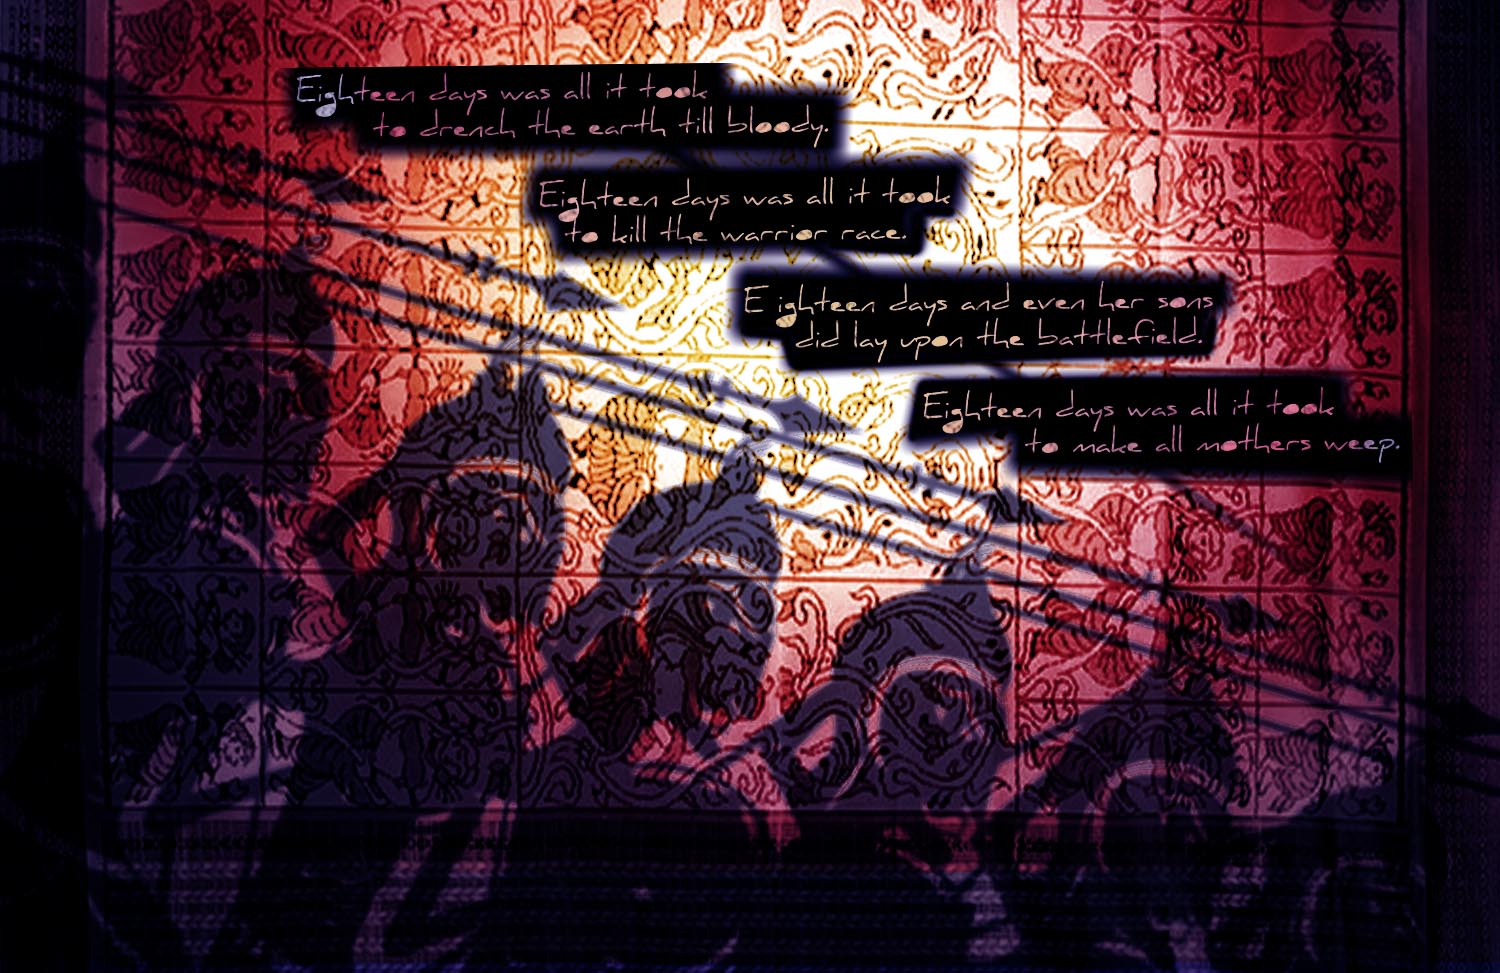 Eighteen days was all it took
to drench the earth till bloody.
Eighteen days was all it took
to kill the warrior race.
Eighteen days and even her sons
did lay upon the battlefield.
Eighteen days was all it took
to make all mothers weep.